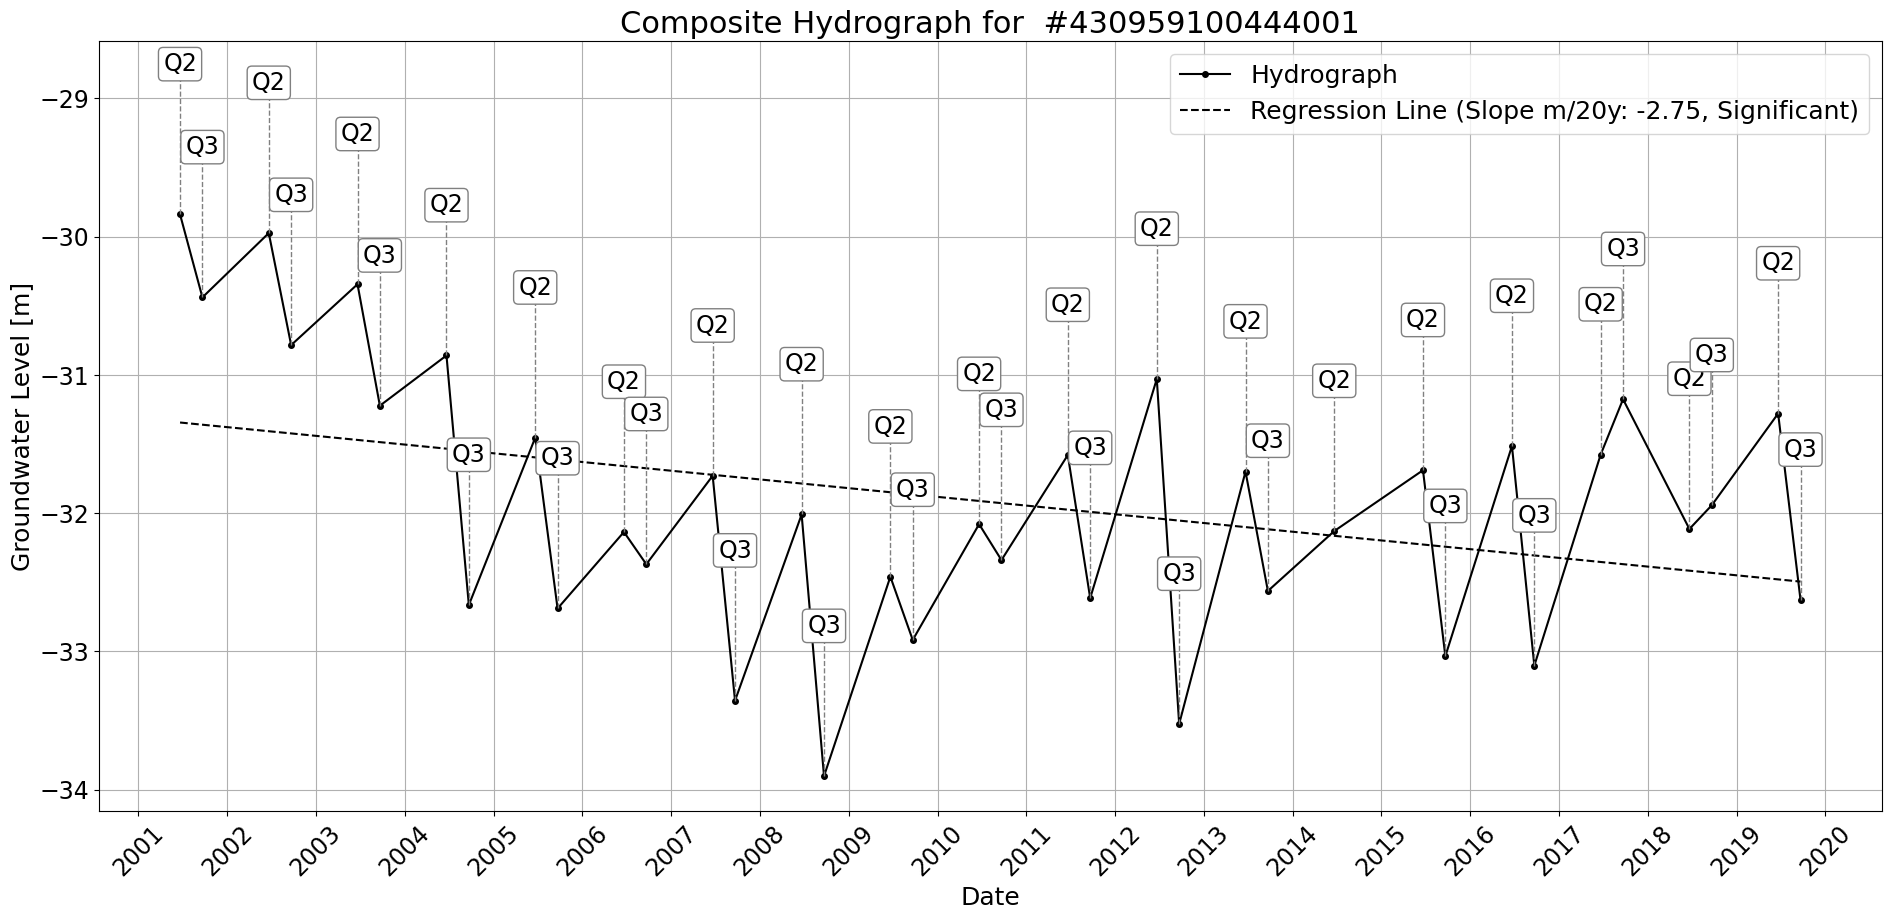 Composite Hydrograph for  #430959100444001
Hydrograph
Regression Line (Slope m/20y: -2.75, Significant)
Groundwater Level [m]
−29
−30
−31
−32
−33
−34
Q2
Q3
Q2
Q3
Q2
Q3
Q2
Q3
Q2
Q3
Q2
Q3
Q2
Q3
Q2
Q3
Q2
Q3
Q2
Q3
Q2
Q3
Q2
Q3
Q2
Q3
Q2
Q2
Q3
Q2
Q3
Q2
Q3
Q2
Q3
Q2
Q3
2001
2002
2003
2004
2005
2006
2007
2008
2009
2010
2011
2012
2013
2014
2015
2016
2017
2018
2019
2020
Date